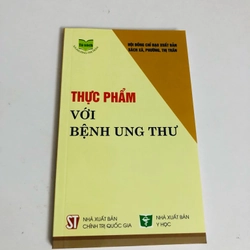 HỘI ĐỒNG CHỈ ĐẠO XUẤT BẢN
SÁCH XÃ, PHƯỜNG, THỊ TRẤN
THỰC PHẨM
VỚI
BỆNH UNG THƯ
ST
NHÀ XUẤT BẢN
CHÍNH TRỊ QUỐC GIA
NHÀ XUẤT BẢN
Y HỌC